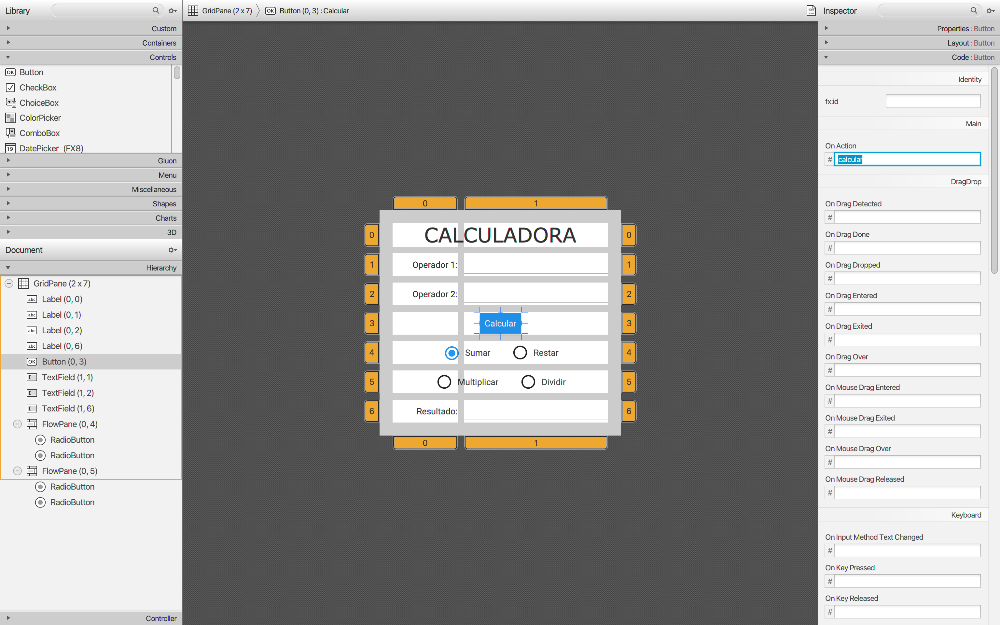 Library
Custom
Containers
Controls
OK Button
CheckBox
ChoiceBox
ColorPicker
ComboBox
19 DatePicker (FX8)
Gluon
Menu
Miscellaneous
Shapes
Charts
3D
Document
Hierarchy
GridPane (2 x 7)
abc Label (0, 0)
abc Label (0, 1)
abc Label (0, 2)
abc Label (0, 6)
OK Button (0, 3)
TextField (1, 1)
TextField (1, 2)
TextField (1, 6)
FlowPane (0, 4)
RadioButton
RadioButton
FlowPane (0, 5)
RadioButton
RadioButton
Controller
GridPane (2 x 7) OK Button (0, 3) : Calcular
0 1
0 CALCULADORA 0
1 Operador 1: 1
2 Operador 2: 2
3 Calcular 3
4 Sumar Restar 4
5 Multiplicar Dividir 5
6 Resultado: 6
0 1
Inspector
Properties : Button
Layout : Button
Code : Button
Identity
fx:id
Main
On Action
# calcular
DragDrop
On Drag Detected
#
On Drag Done
#
On Drag Dropped
#
On Drag Entered
#
On Drag Exited
#
On Drag Over
#
On Mouse Drag Entered
#
On Mouse Drag Exited
#
On Mouse Drag Over
#
On Mouse Drag Released
#
Keyboard
On Input Method Text Changed
#
On Key Pressed
#
On Key Released
#